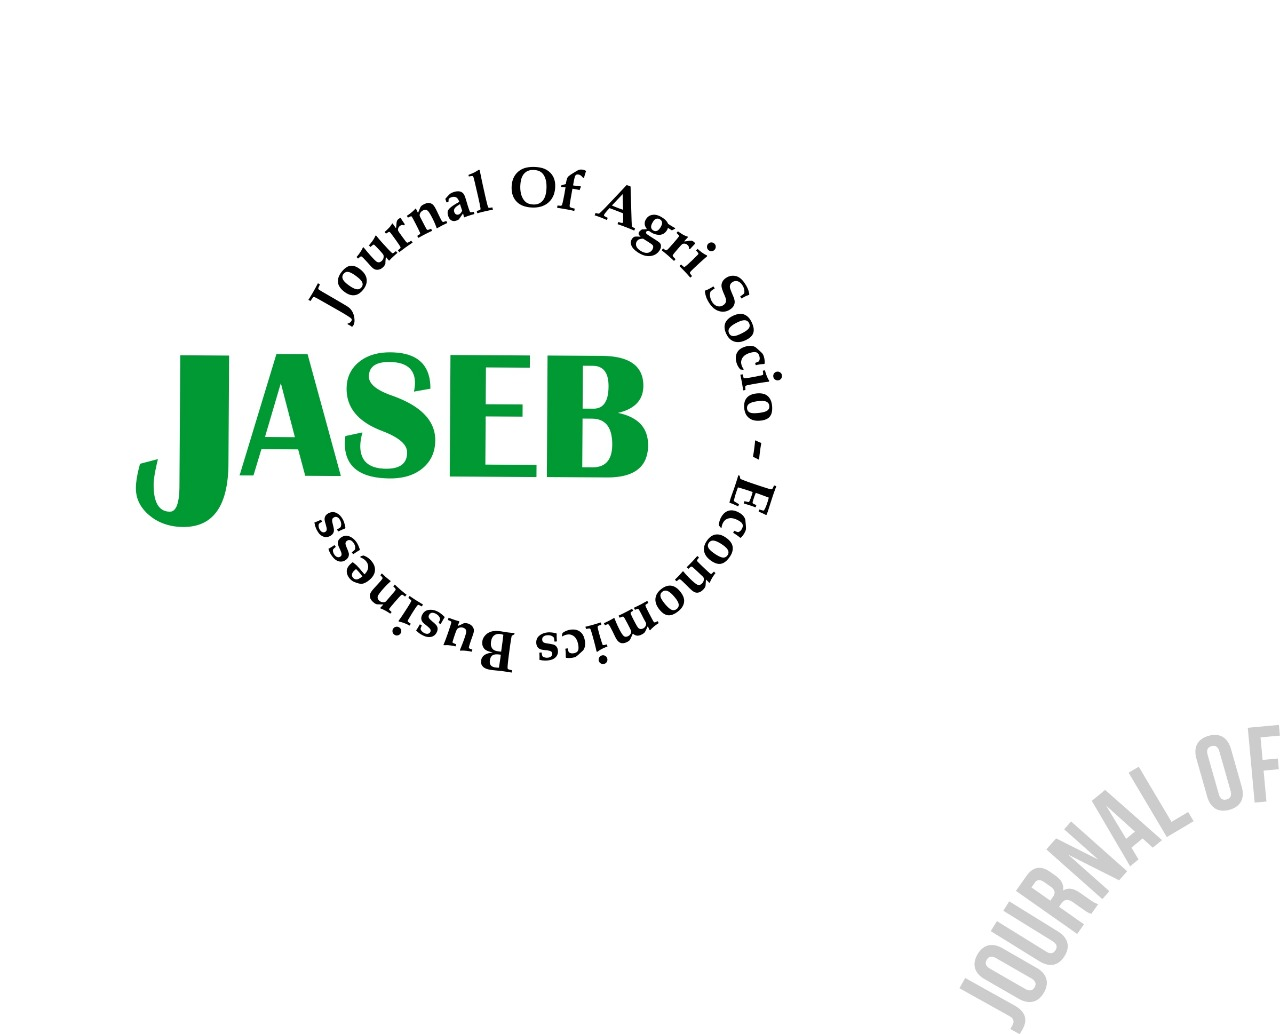 Journal Of Agri Socio - Economics Business
JASEB
JOURNAL OF